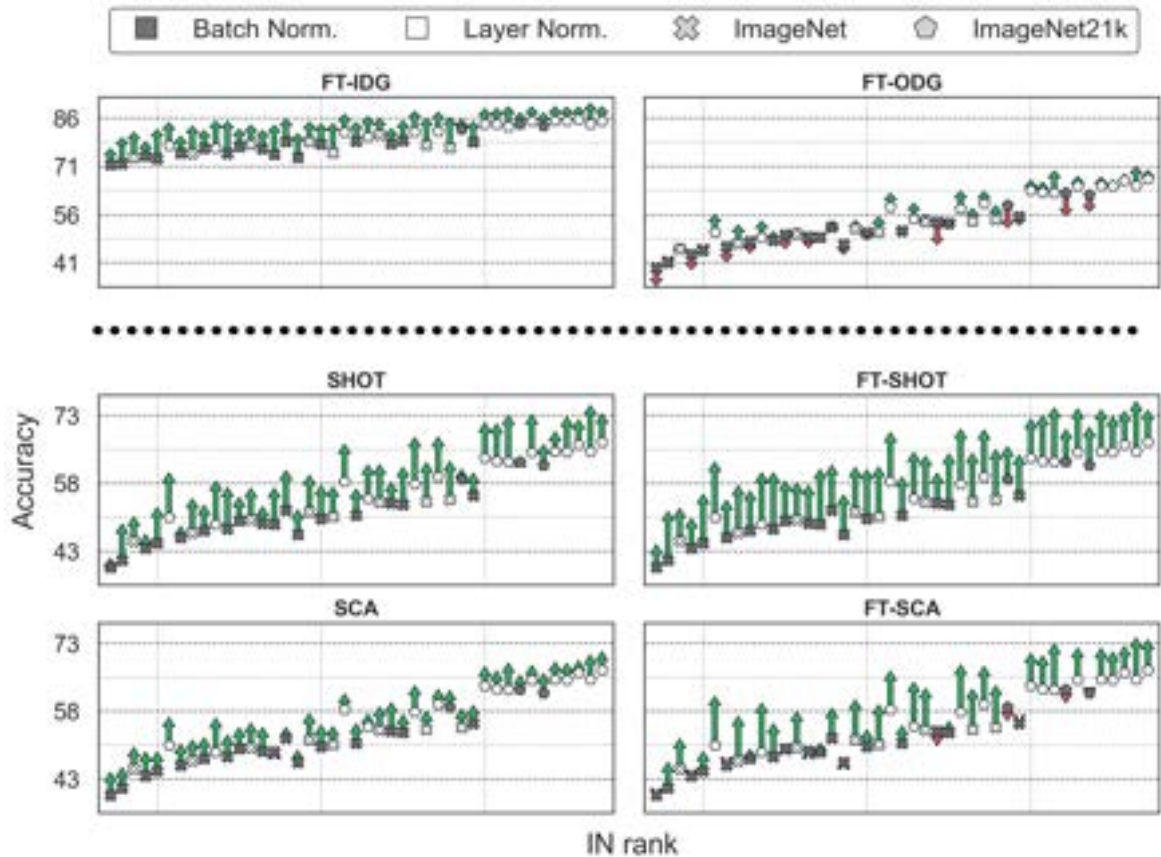 Batch Norm. Layer Norm. ImageNet ImageNet21k
FT-IDG FT-ODG
86
71
56
41
SHOT FT-SHOT
73
58
43
SCA FT-SCA
73
58
43
Accuracy
IN rank